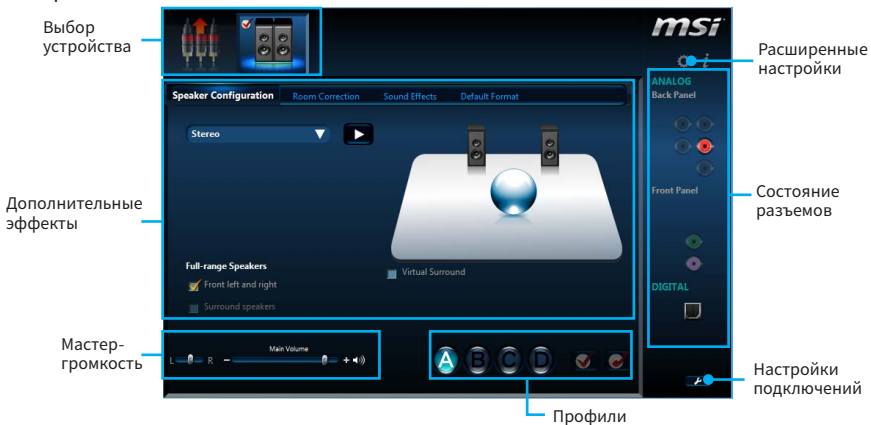 Выбор
устройства
msi
i
Расширенные
настройки
Speaker Configuration Room Correction Sound Effects Default Format
ANALOG
Back Panel
Stereo
Дополнительные
эффекты
Front Panel
Состояние
разъемов
Full-range Speakers
Front left and right
Surround speakers
Virtual Surround
DIGITAL
Мастер-
громкость
Main Volume
L R - +
A B C D
Настройки
подключений
Профили